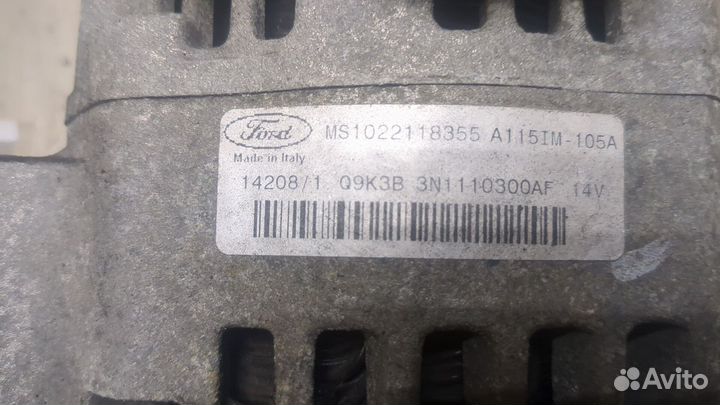 Ford MS1022118355 A115IM-105A
Made in Italy
14208/1 Q9K3B 3N1110300AF 14V
Avito